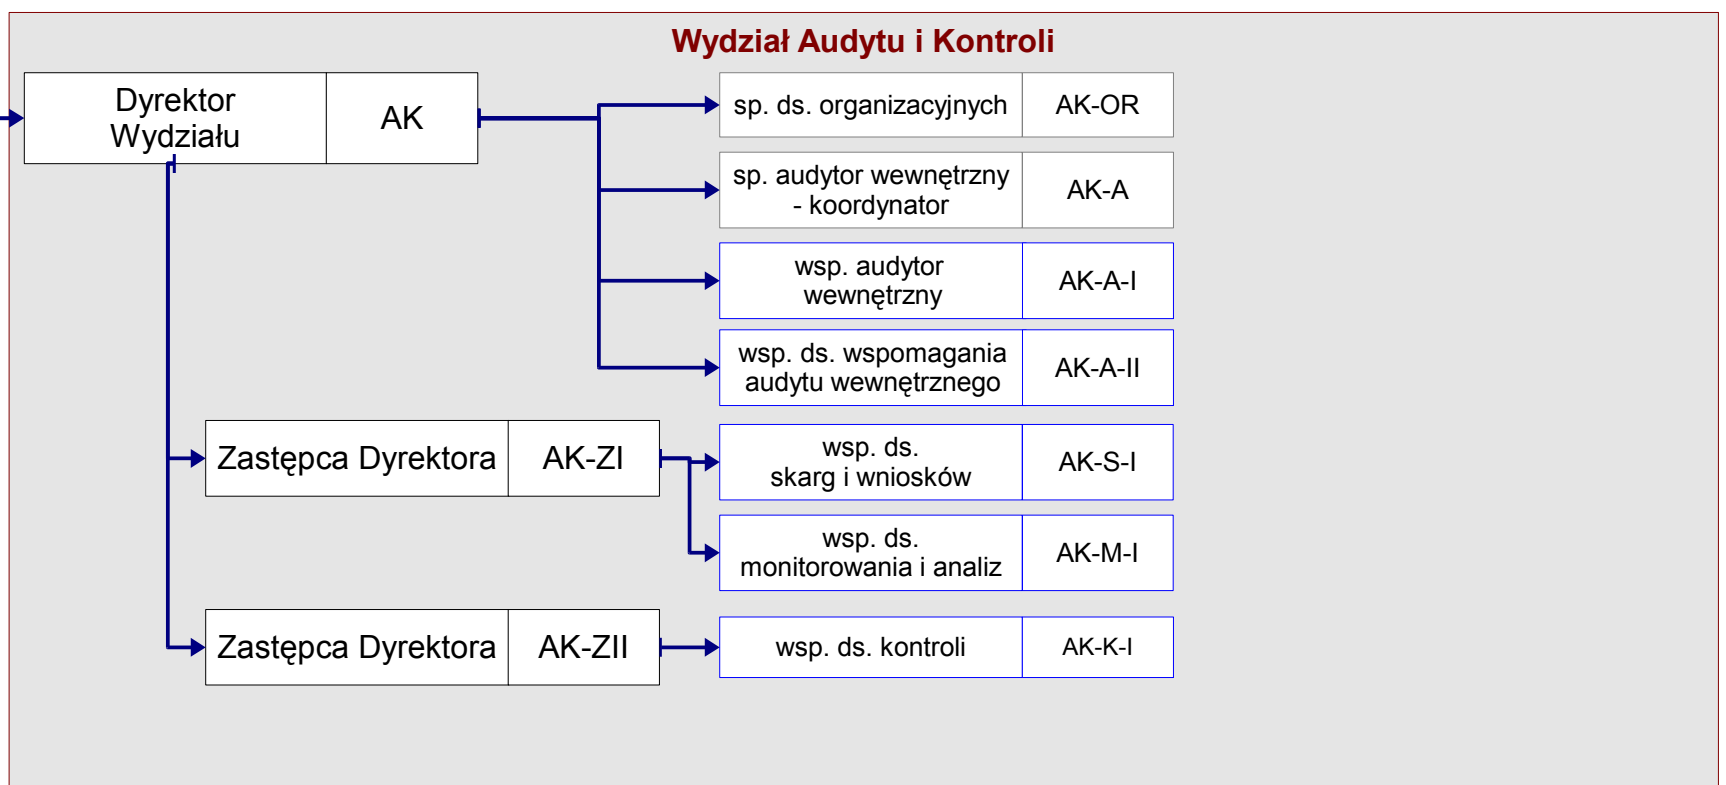 Wydział Audytu i Kontroli
Dyrektor
Wydziału
AK
sp. ds. organizacyjnych
AK-OR
sp. audytor wewnętrzny
- koordynator
AK-A
wsp. audytor
wewnętrzny
AK-A-I
wsp. ds. wspomagania
audytu wewnętrznego
AK-A-II
Zastępca Dyrektora
AK-ZI
wsp. ds.
skarg i wniosków
AK-S-I
wsp. ds.
monitorowania i analiz
AK-M-I
Zastępca Dyrektora
AK-ZII
wsp. ds. kontroli
AK-K-I